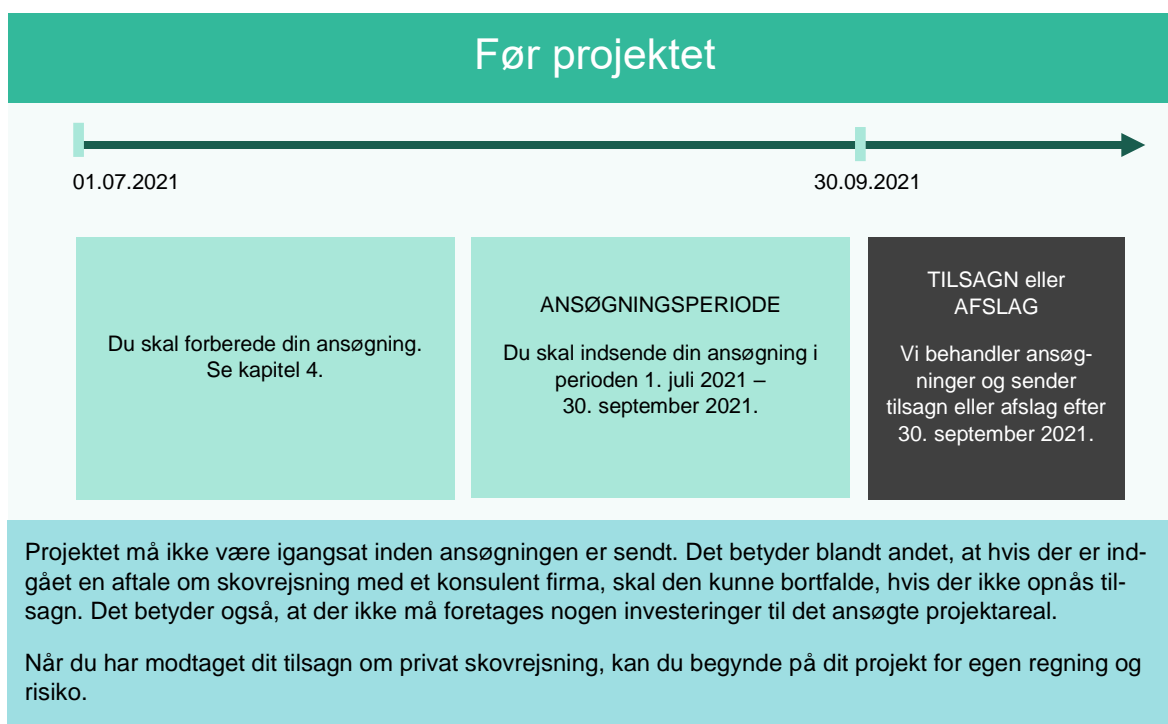 Før projektet
01.07.2021
30.09.2021
Du skal forberede din ansøgning.
Se kapitel 4.
ANSØGNINGSPERIODE
Du skal indsende din ansøgning i
perioden 1. juli 2021 –
30. september 2021.
TILSAGN eller
AFSLAG
Vi behandler ansøg-
ninger og sender
tilsagn eller afslag efter
30. september 2021.
Projektet må ikke være igangsat inden ansøgningen er sendt. Det betyder blandt andet, at hvis der er ind-
gået en aftale om skovrejsning med et konsulent firma, skal den kunne bortfalde, hvis der ikke opnås til-
sagn. Det betyder også, at der ikke må foretages nogen investeringer til det ansøgte projektareal.
Når du har modtaget dit tilsagn om privat skovrejsning, kan du begynde på dit projekt for egen regning og
risiko.